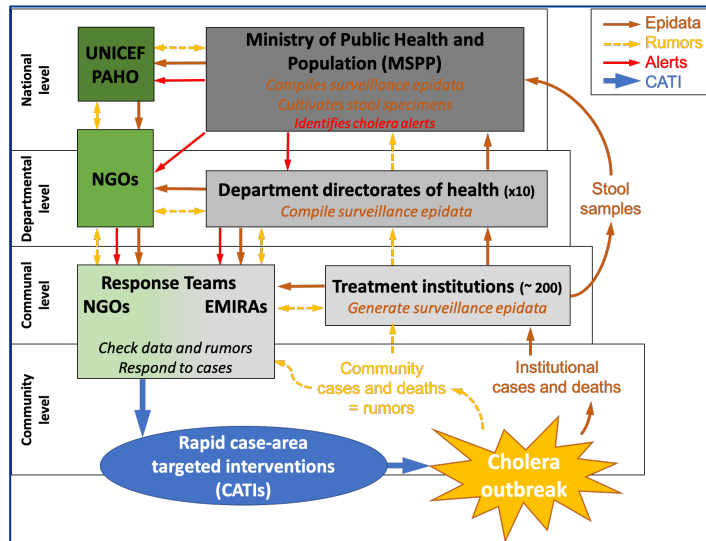 National
level
UNICEF
PAHO
Ministry of Public Health and
Population (MSPP)
Compiles surveillance epidata
Cultivates stool specimens
Identifies cholera alerts
Epidata
Rumors
Alerts
CATI
Departmental
level
NGOs
Department directorates of health (x10)
Compile surveillance epidata
Stool
samples
Communal
level
Response Teams
NGOs EMIRAs
Check data and rumors
Respond to cases
Treatment institutions (~ 200)
Generate surveillance epidata
Community
level
Community
cases and deaths
= rumors
Institutional
cases and deaths
Rapid case-area
targeted interventions
(CATIs)
Cholera
outbreak